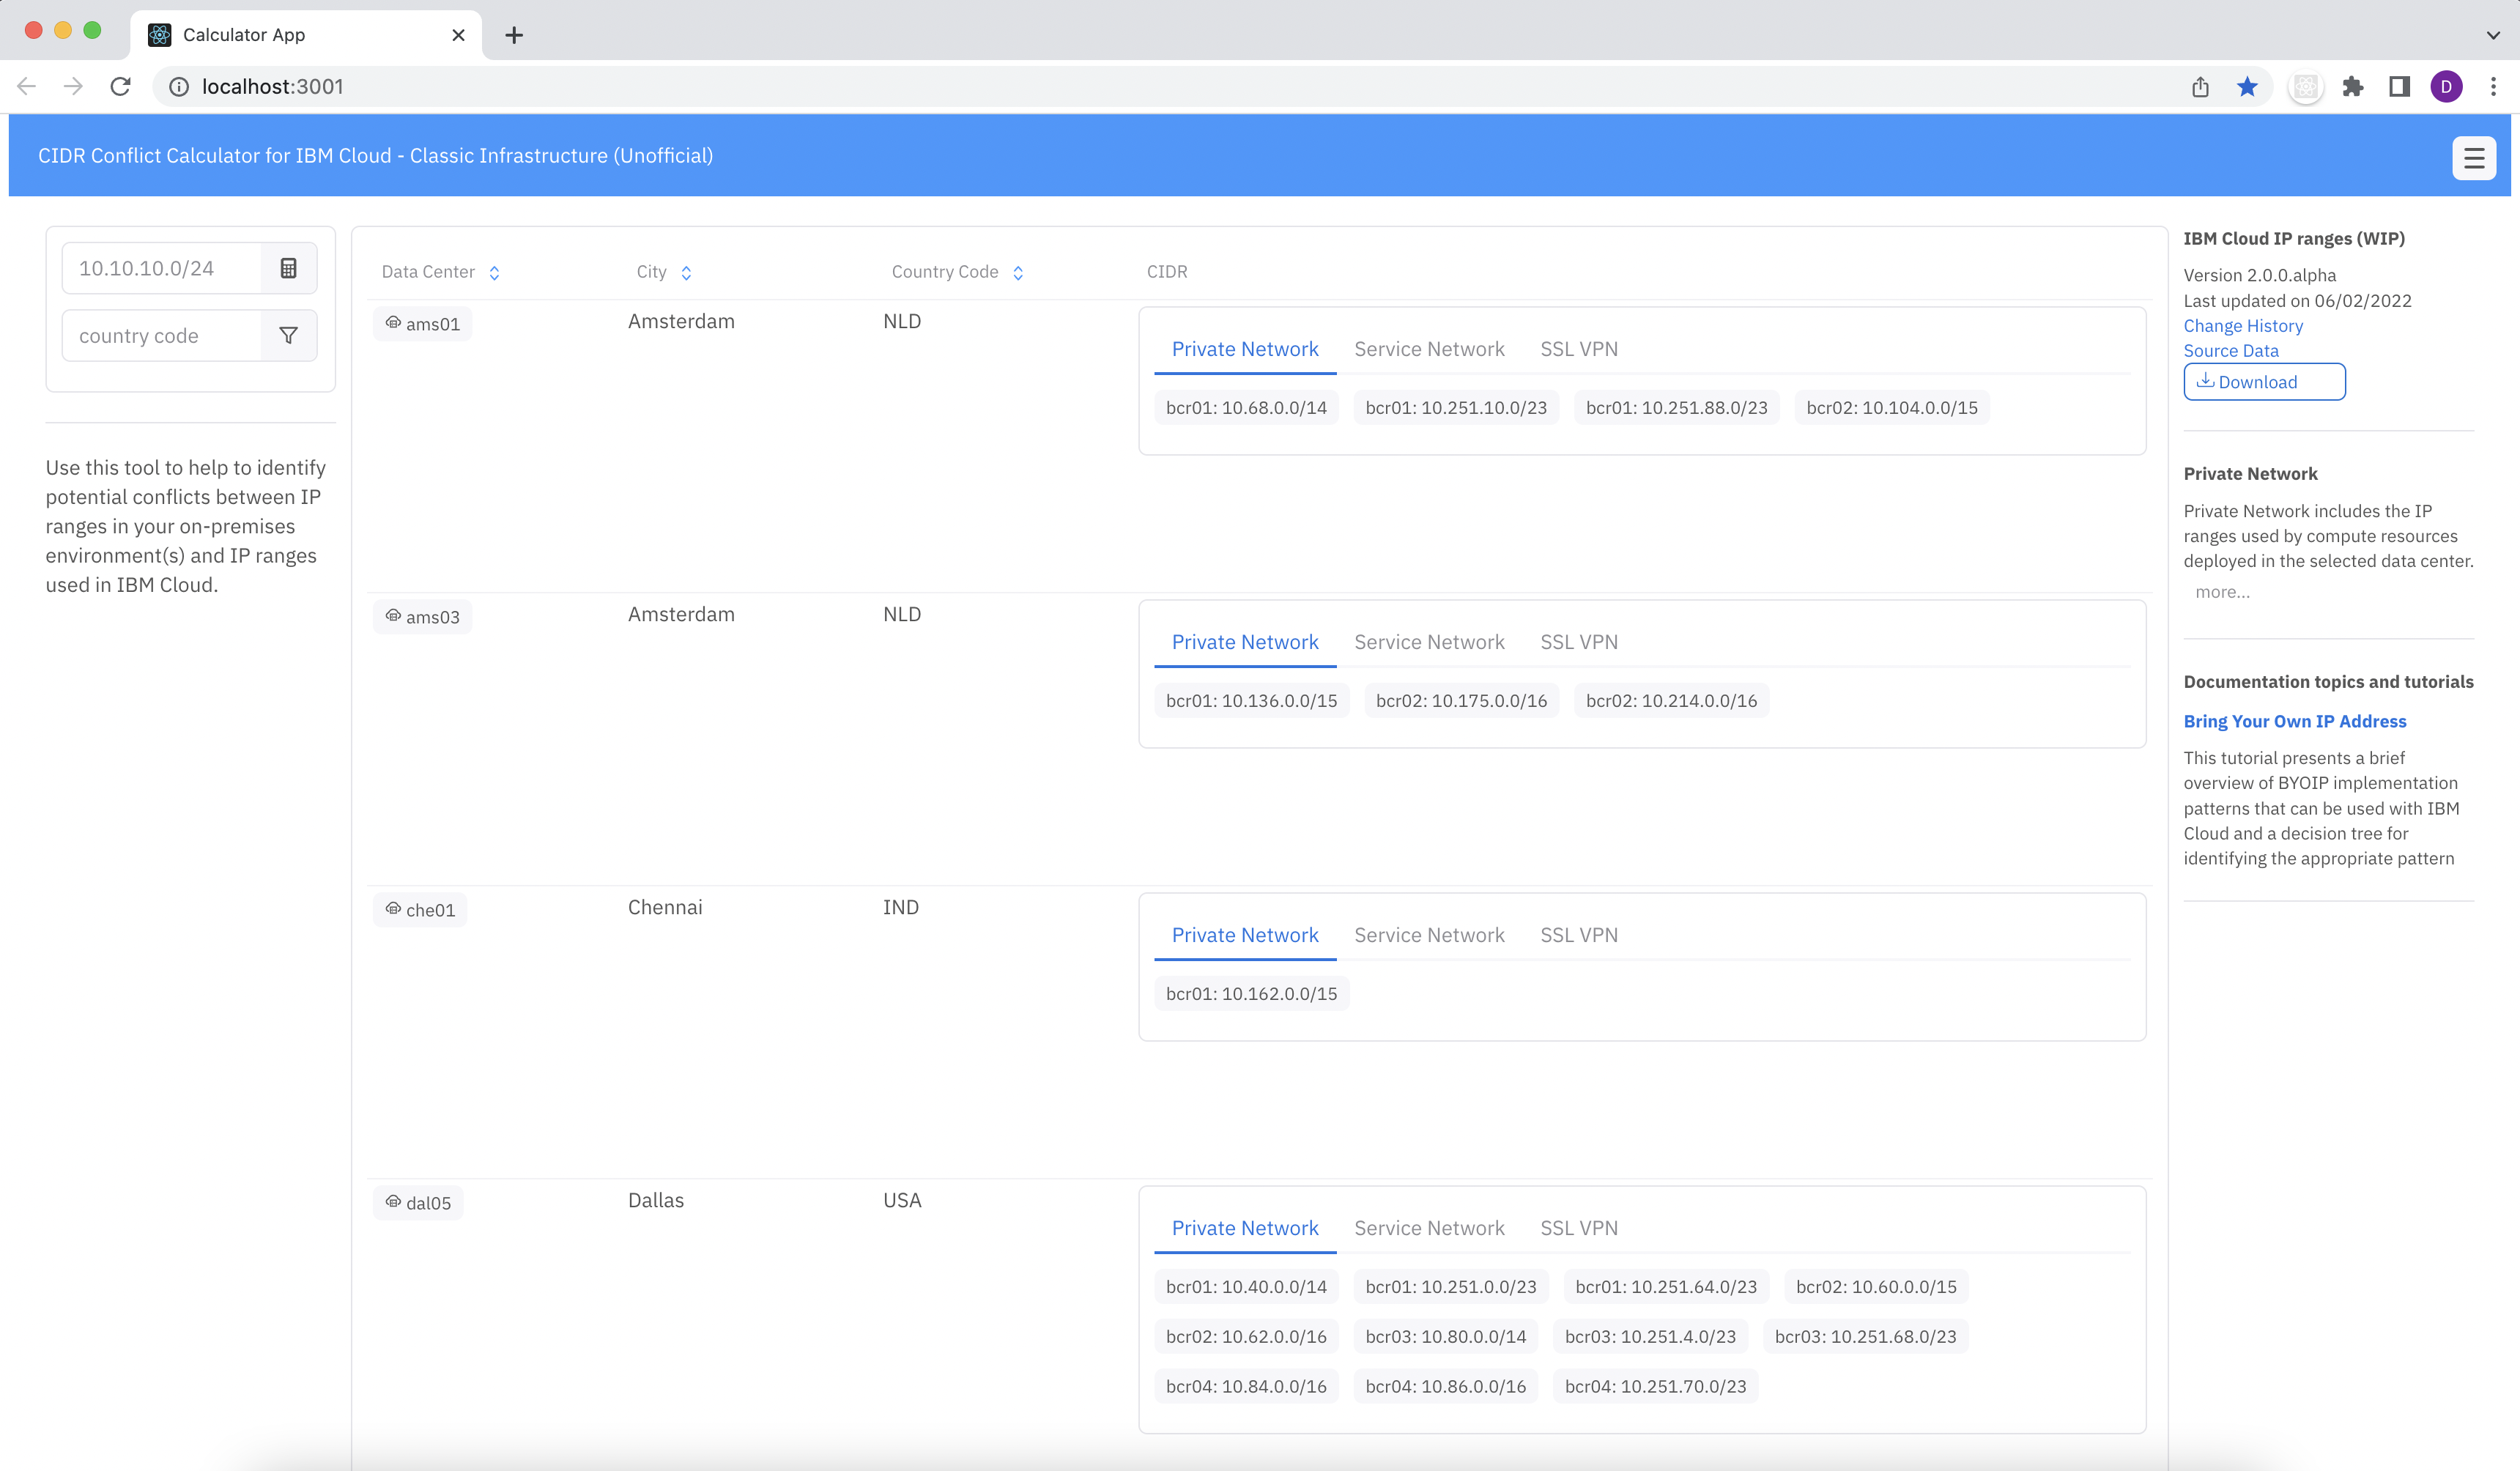 Calculator App
localhost:3001
D
CIDR Conflict Calculator for IBM Cloud - Classic Infrastructure (Unofficial)
10.10.10.0/24
country code
Use this tool to help to identify
potential conflicts between IP
ranges in your on-premises
environment(s) and IP ranges
used in IBM Cloud.
Data Center City Country Code CIDR
ams01 Amsterdam NLD
Private Network Service Network SSL VPN
bcr01: 10.68.0.0/14 bcr01: 10.251.10.0/23 bcr01: 10.251.88.0/23 bcr02: 10.104.0.0/15
ams03 Amsterdam NLD
Private Network Service Network SSL VPN
bcr01: 10.136.0.0/15 bcr02: 10.175.0.0/16 bcr02: 10.214.0.0/16
che01 Chennai IND
Private Network Service Network SSL VPN
bcr01: 10.162.0.0/15
dal05 Dallas USA
Private Network Service Network SSL VPN
bcr01: 10.40.0.0/14 bcr01: 10.251.0.0/23 bcr01: 10.251.64.0/23 bcr02: 10.60.0.0/15
bcr02: 10.62.0.0/16 bcr03: 10.80.0.0/14 bcr03: 10.251.4.0/23 bcr03: 10.251.68.0/23
bcr04: 10.84.0.0/16 bcr04: 10.86.0.0/16 bcr04: 10.251.70.0/23
IBM Cloud IP ranges (WIP)
Version 2.0.0.alpha
Last updated on 06/02/2022
Change History
Source Data
Download
Private Network
Private Network includes the IP
ranges used by compute resources
deployed in the selected data center.
more...
Documentation topics and tutorials
Bring Your Own IP Address
This tutorial presents a brief
overview of BYOIP implementation
patterns that can be used with IBM
Cloud and a decision tree for
identifying the appropriate pattern